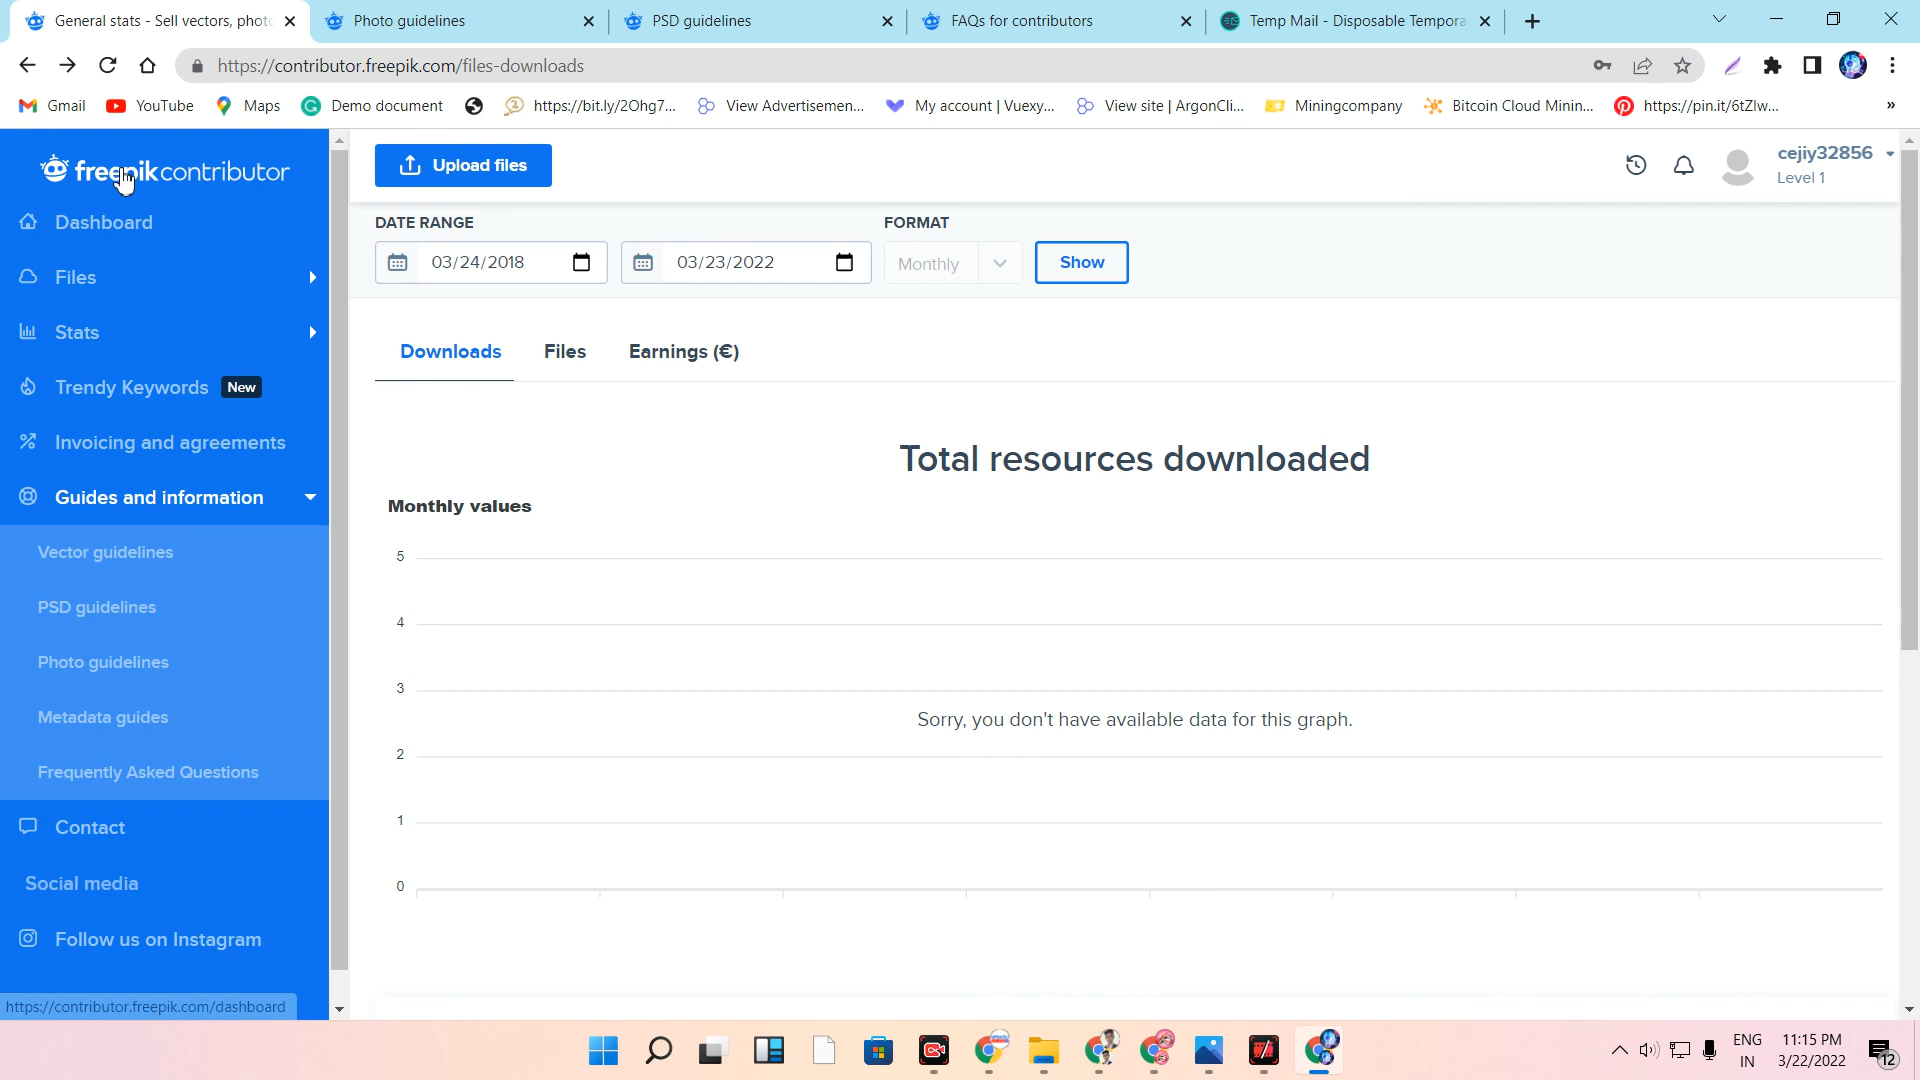 General stats - Sell vectors, phot
Photo guidelines
PSD guidelines
FAQs for contributors
Temp Mail - Disposable Tempora
https://contributor.freepik.com/files-downloads
Gmail
YouTube
Maps
Demo document
https://bit.ly/2Ohg7...
View Advertisemen...
My account | Vuexy...
View site | ArgonCli...
Miningcompany
Bitcoin Cloud Minin...
https://pin.it/6tZlw...
»
freepikcontributor
Dashboard
Files
Stats
Trendy Keywords New
Invoicing and agreements
Guides and information
Vector guidelines
PSD guidelines
Photo guidelines
Metadata guides
Frequently Asked Questions
Contact
Social media
Follow us on Instagram
https://contributor.freepik.com/dashboard
Upload files
cejiy32856
Level 1
DATE RANGE
FORMAT
03/24/2018
03/23/2022
Monthly
Show
Downloads
Files
Earnings (€)
Total resources downloaded
Monthly values
5
4
3
Sorry, you don't have available data for this graph.
2
1
0
ENG
IN
11:15 PM
3/22/2022
12